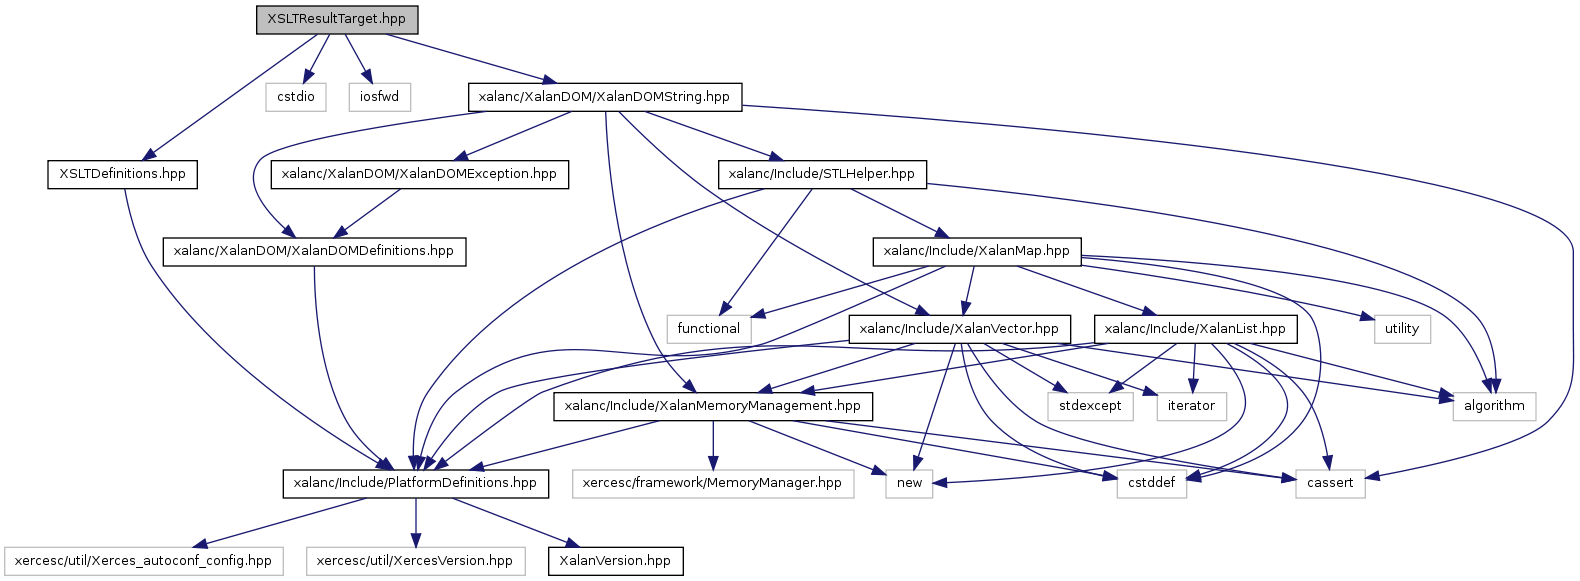 XSLTResultTarget.hpp
cstdio
iosfwd
xalanc/XalanDOM/XalanDOMString.hpp
XSLTDefinitions.hpp
xalanc/XalanDOM/XalanDOMException.hpp
xalanc/Include/STLHelper.hpp
xalanc/XalanDOM/XalanDOMDefinitions.hpp
xalanc/Include/XalanMap.hpp
functional
xalanc/Include/XalanVector.hpp
xalanc/Include/XalanList.hpp
utility
xalanc/Include/XalanMemoryManagement.hpp
stdexcept
iterator
algorithm
xalanc/Include/PlatformDefinitions.hpp
xercesc/framework/MemoryManager.hpp
new
cstddef
cassert
xercesc/util/Xerces_autoconf_config.hpp
xercesc/util/XercesVersion.hpp
XalanVersion.hpp